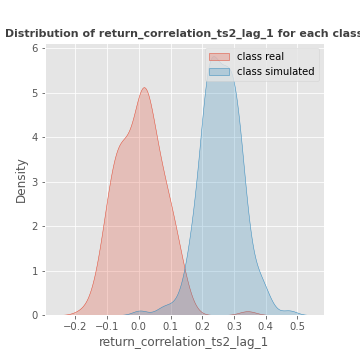 Distribution of return_correlation_ts2_lag_1 for each class
class real
class simulated
6
5
4
3
2
1
0
Density
−0.2 −0.1 0.0 0.1 0.2 0.3 0.4 0.5
return_correlation_ts2_lag_1